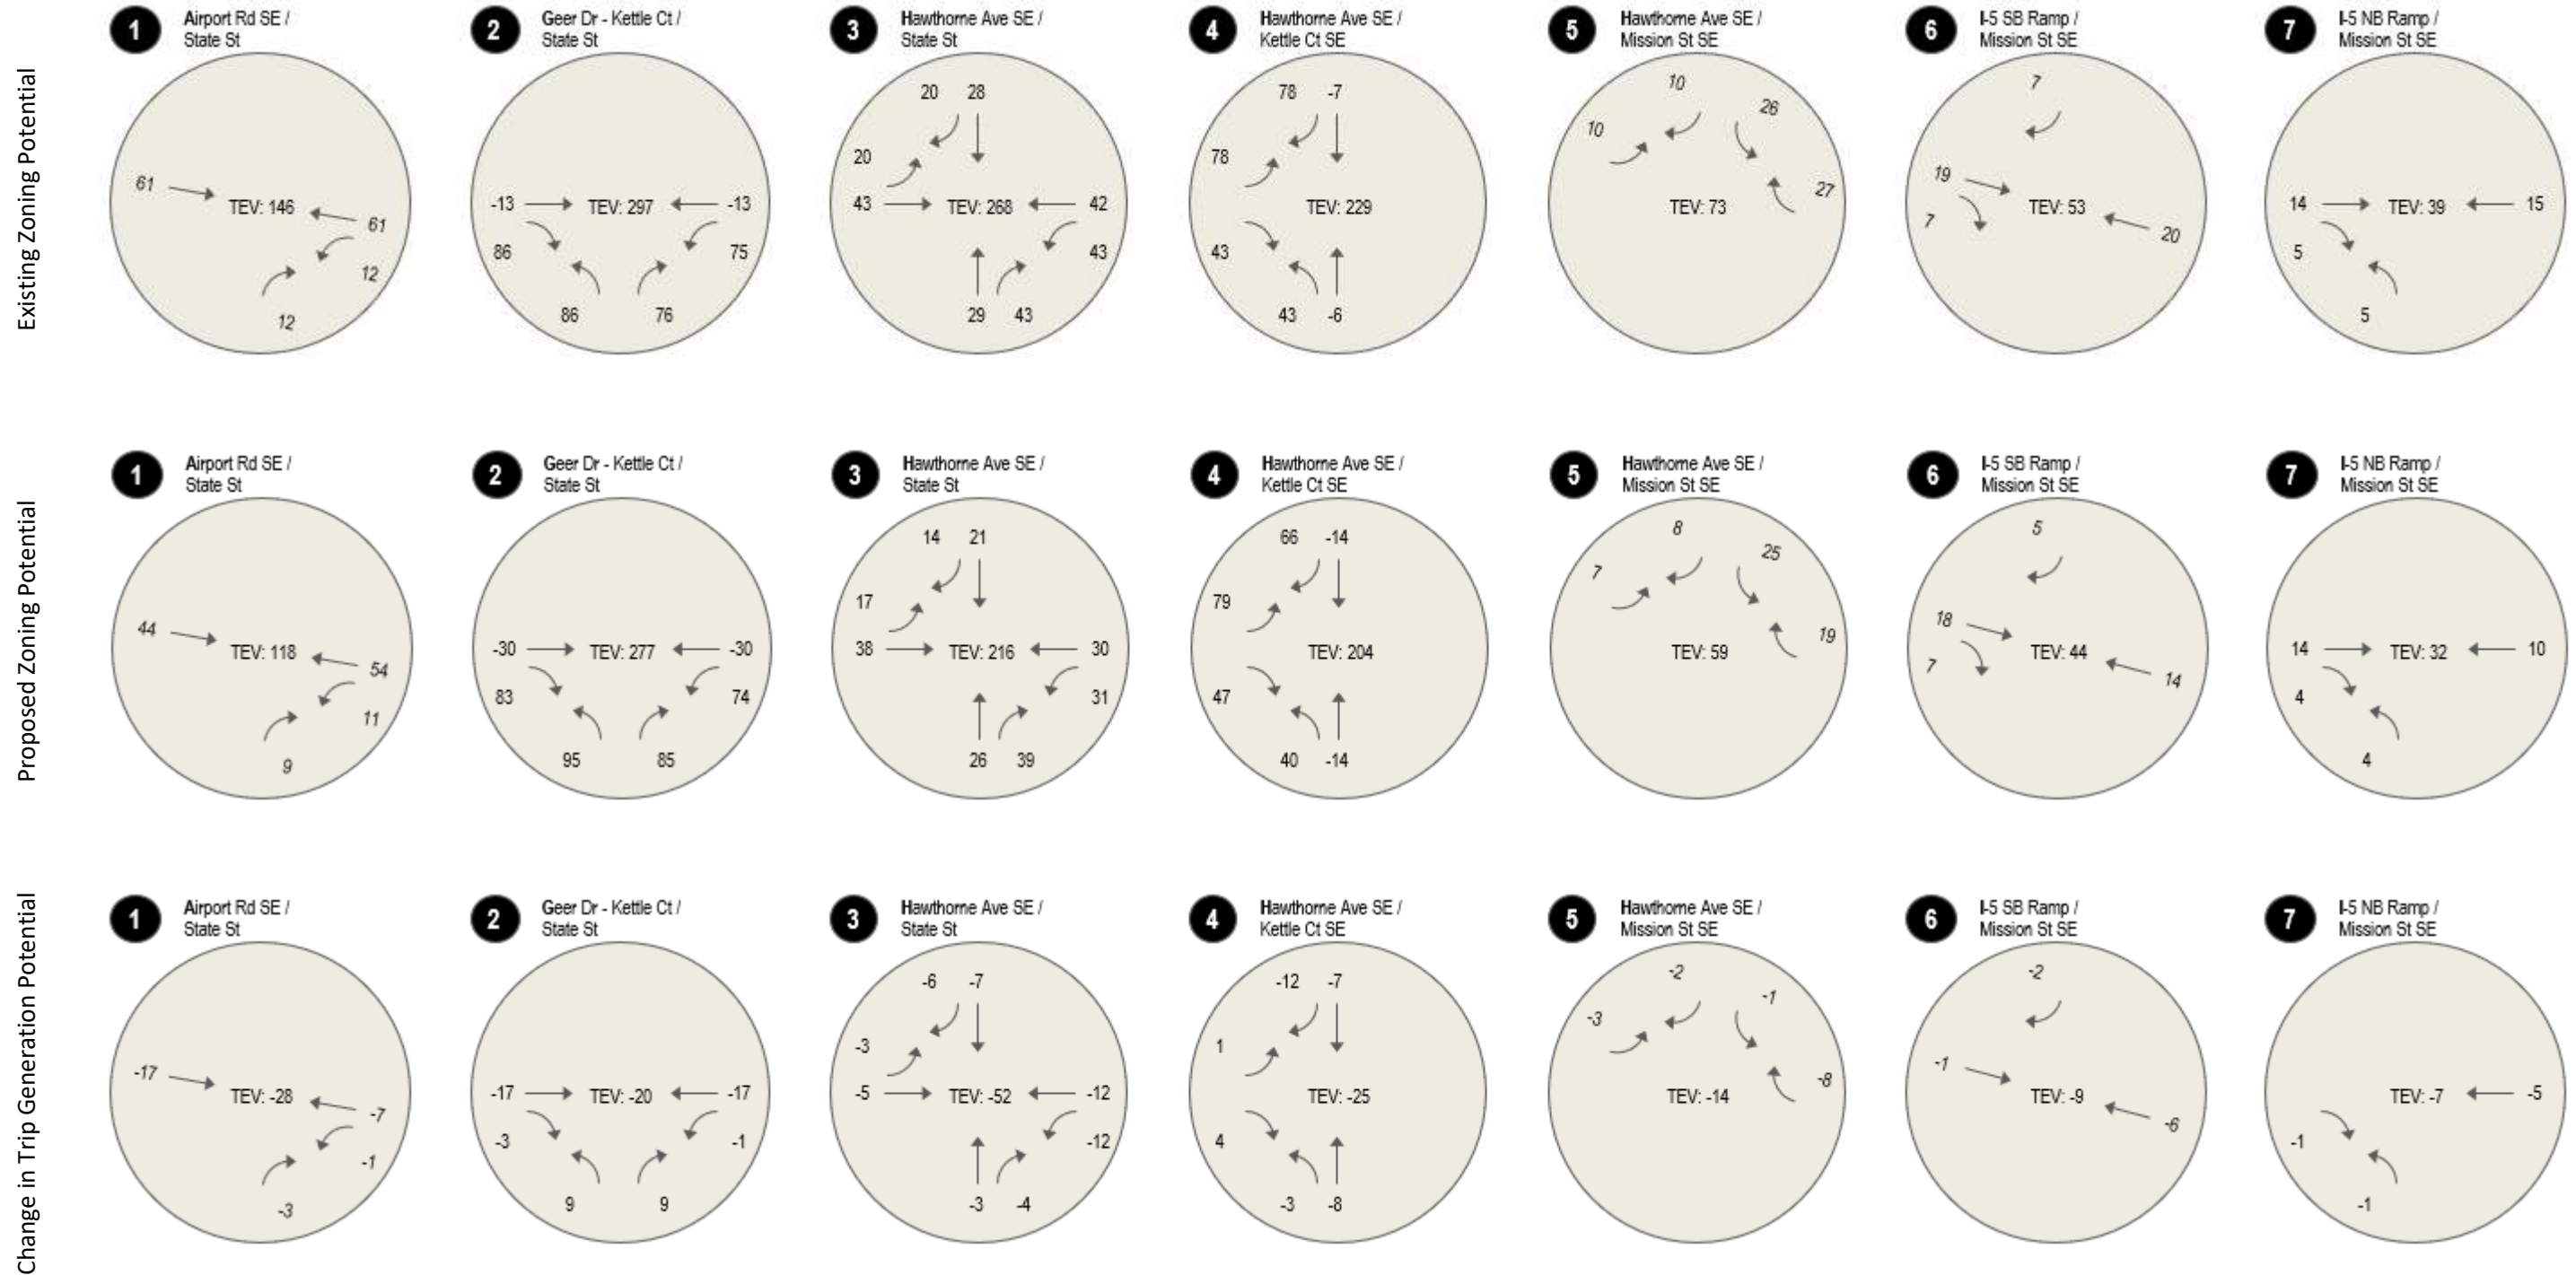 Existing Zoning Potential
1 Airport Rd SE /
State St
61
TEV: 146
61
12
12
2 Geer Dr - Kettle Ct /
State St
-13
TEV: 297
-13
86
75
86
76
3 Hawthorne Ave SE /
State St
20
28
20
43
TEV: 268
42
43
29
43
4 Hawthorne Ave SE /
Kettle Ct SE
78
-7
78
TEV: 229
43
43
-6
5 Hawthorne Ave SE /
Mission St SE
10
26
10
27
TEV: 73
6 I-5 SB Ramp /
Mission St SE
7
19
TEV: 53
7
20
7 I-5 NB Ramp /
Mission St SE
14
TEV: 39
15
5
5
Proposed Zoning Potential
1 Airport Rd SE /
State St
44
TEV: 118
54
11
9
2 Geer Dr - Kettle Ct /
State St
-30
TEV: 277
-30
83
74
95
85
3 Hawthorne Ave SE /
State St
14
21
17
38
TEV: 216
30
31
26
39
4 Hawthorne Ave SE /
Kettle Ct SE
66
-14
79
TEV: 204
47
40
-14
5 Hawthorne Ave SE /
Mission St SE
8
25
7
19
TEV: 59
6 I-5 SB Ramp /
Mission St SE
5
18
TEV: 44
7
14
7 I-5 NB Ramp /
Mission St SE
14
TEV: 32
10
4
4
Change in Trip Generation Potential
1 Airport Rd SE /
State St
-17
TEV: -28
-7
-1
-3
2 Geer Dr - Kettle Ct /
State St
-17
TEV: -20
-17
-3
-1
9
9
3 Hawthorne Ave SE /
State St
-6
-7
-3
-5
TEV: -52
-12
-12
-3
-4
4 Hawthorne Ave SE /
Kettle Ct SE
-12
-7
1
TEV: -25
4
-3
-8
5 Hawthorne Ave SE /
Mission St SE
-2
-1
-3
-8
TEV: -14
6 I-5 SB Ramp /
Mission St SE
-2
-1
TEV: -9
-6
7 I-5 NB Ramp /
Mission St SE
TEV: -7
-5
-1
-1